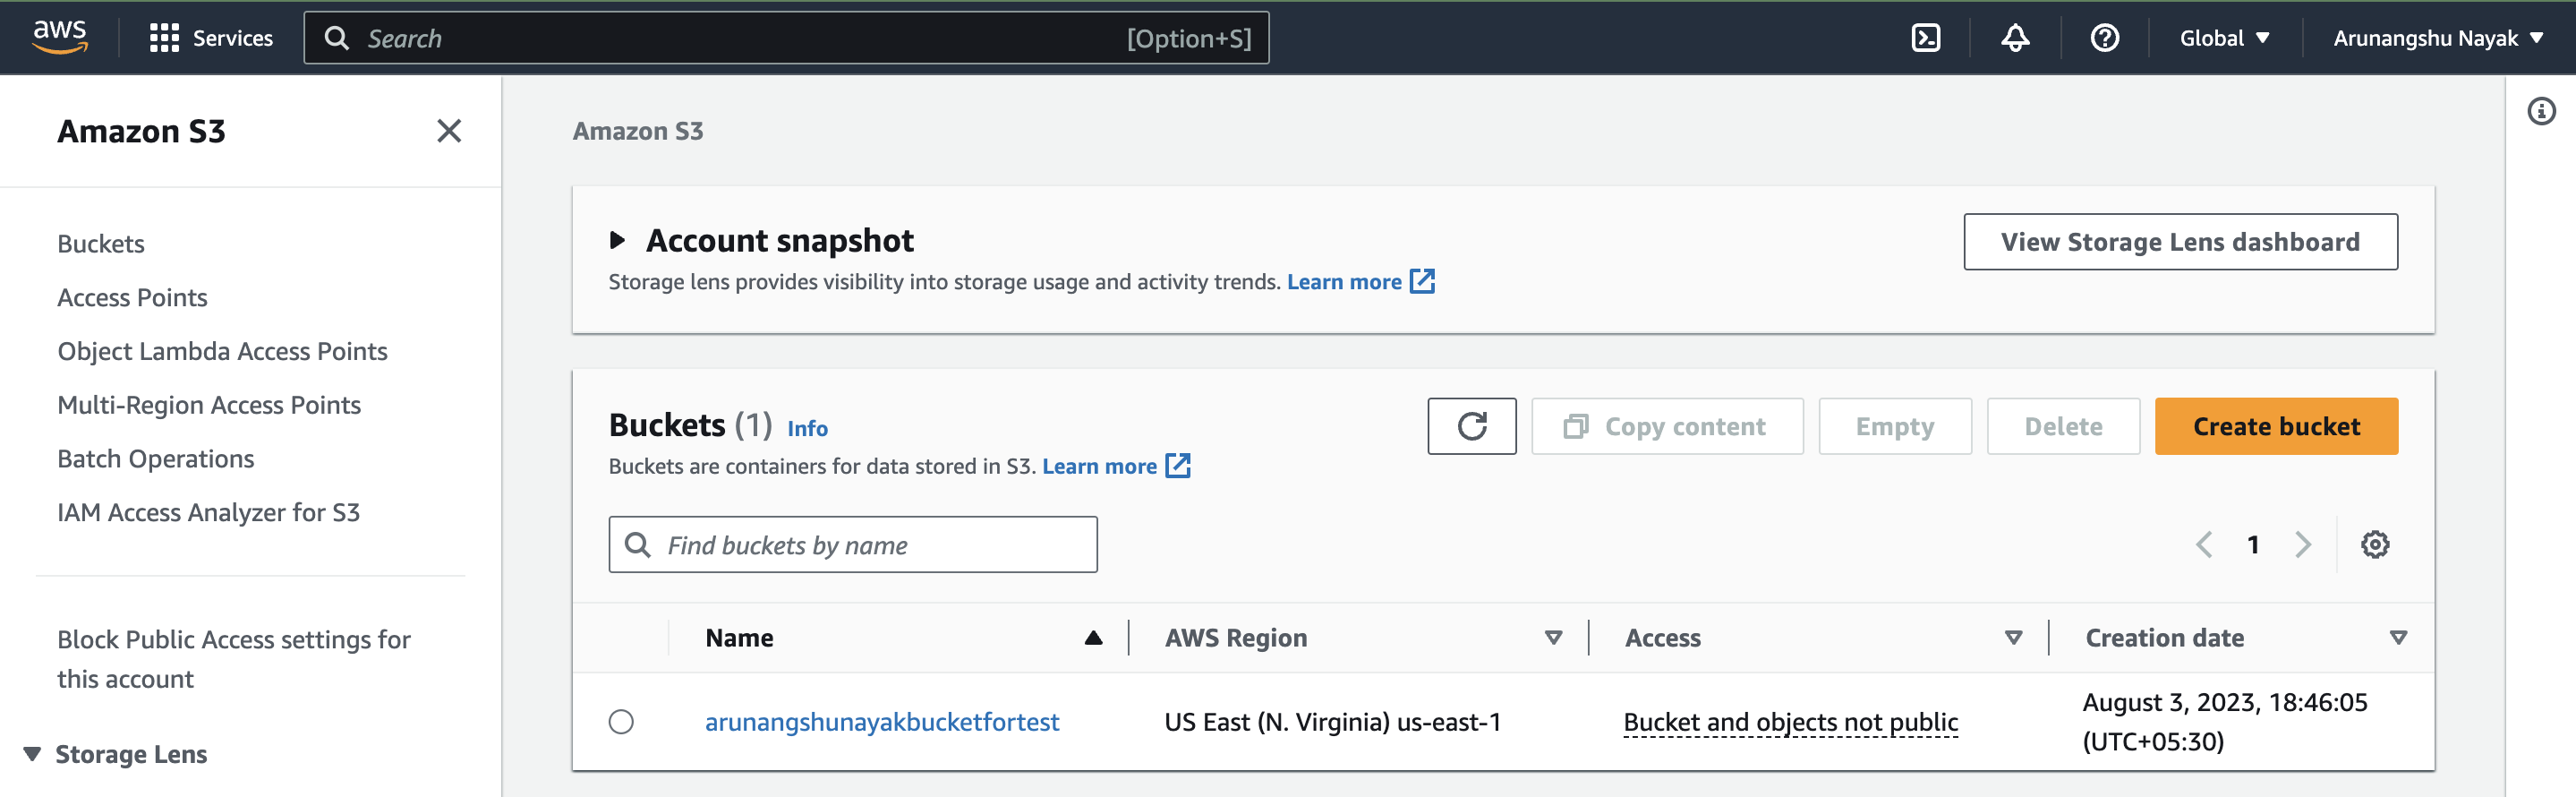 aws
Services
Search
[Option+S]
Global
Arunangshu Nayak
Amazon S3
Buckets
Access Points
Object Lambda Access Points
Multi-Region Access Points
Batch Operations
IAM Access Analyzer for S3
Block Public Access settings for
this account
Storage Lens
Amazon S3
Account snapshot
View Storage Lens dashboard
Storage lens provides visibility into storage usage and activity trends. Learn more
Buckets (1) Info
Copy content
Empty
Delete
Create bucket
Buckets are containers for data stored in S3. Learn more
Find buckets by name
1
Name
AWS Region
Access
Creation date
arunangshunayakbucketfortest
US East (N. Virginia) us-east-1
Bucket and objects not public
August 3, 2023, 18:46:05
(UTC+05:30)